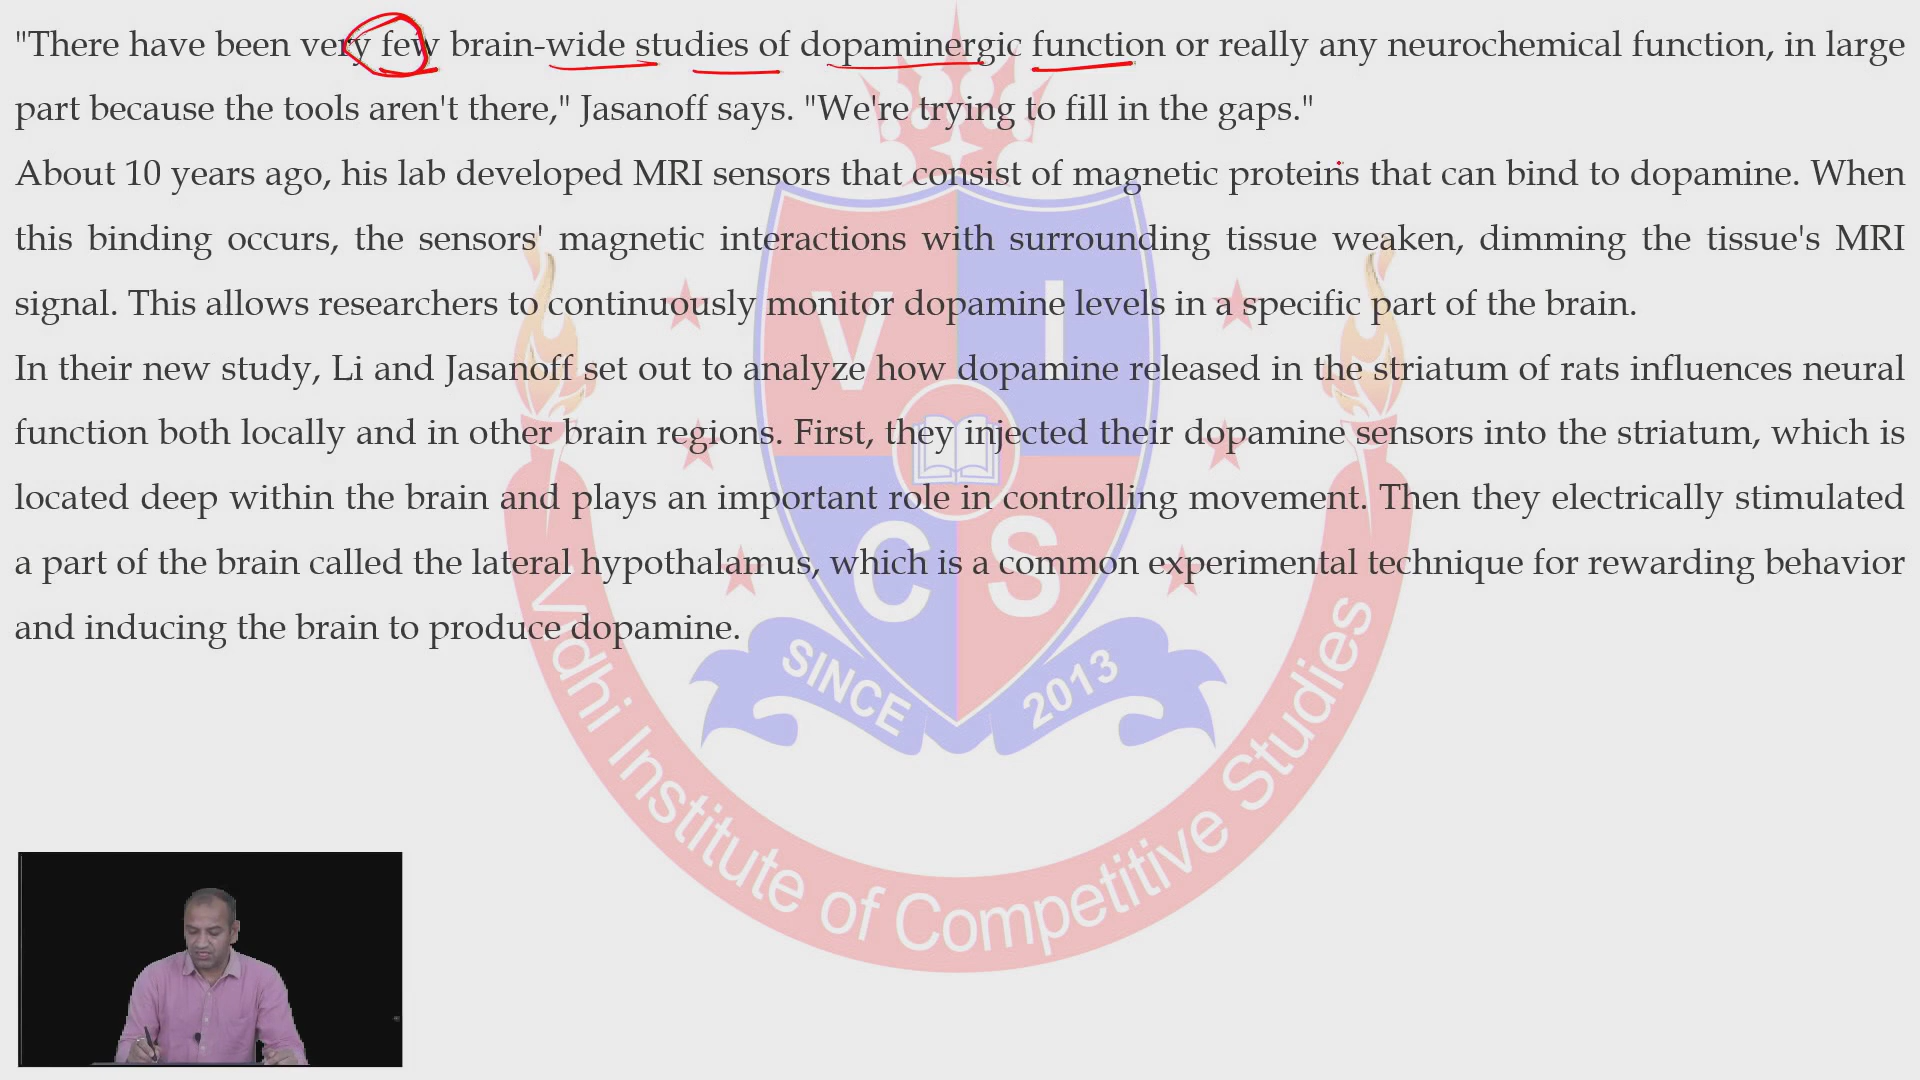 "There have been very few brain-wide studies of dopaminergic function or really any neurochemical function, in large
part because the tools aren't there," Jasanoff says. "We're trying to fill in the gaps."
About 10 years ago, his lab developed MRI sensors that consist of magnetic proteins that can bind to dopamine. When
this binding occurs, the sensors' magnetic interactions with surrounding tissue weaken, dimming the tissue's MRI
signal. This allows researchers to continuously monitor dopamine levels in a specific part of the brain.
In their new study, Li and Jasanoff set out to analyze how dopamine released in the striatum of rats influences neural
function both locally and in other brain regions. First, they injected their dopamine sensors into the striatum, which is
located deep within the brain and plays an important role in controlling movement. Then they electrically stimulated
a part of the brain called the lateral hypothalamus, which is a common experimental technique for rewarding behavior
and inducing the brain to produce dopamine.
V I
C S
SINCE 2013
Vidhi Institute of Competitive Studies